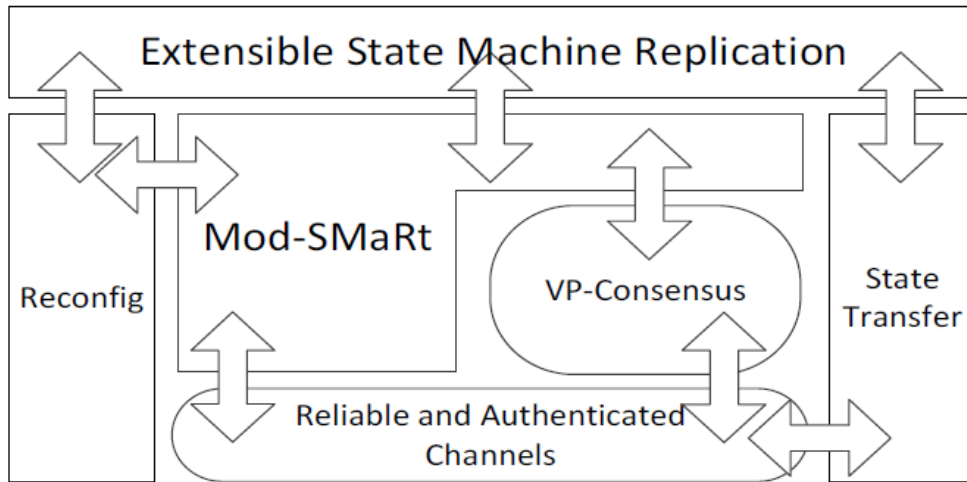 Extensible State Machine Replication
Mod-SMaRt
Reconfig
VP-Consensus
State
Transfer
Reliable and Authenticated
Channels